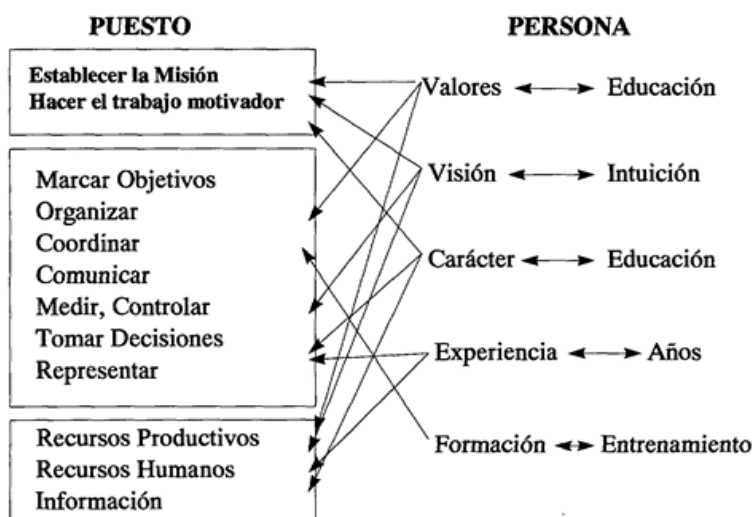 PUESTO
PERSONA
Establecer la Misión
Hacer el trabajo motivador
Valores
Educación
Marcar Objetivos
Organizar
Coordinar
Comunicar
Medir, Controlar
Tomar Decisiones
Representar
Visión
Intuición
Carácter
Educación
Experiencia
Años
Recursos Productivos
Recursos Humanos
Información
Formación
Entrenamiento